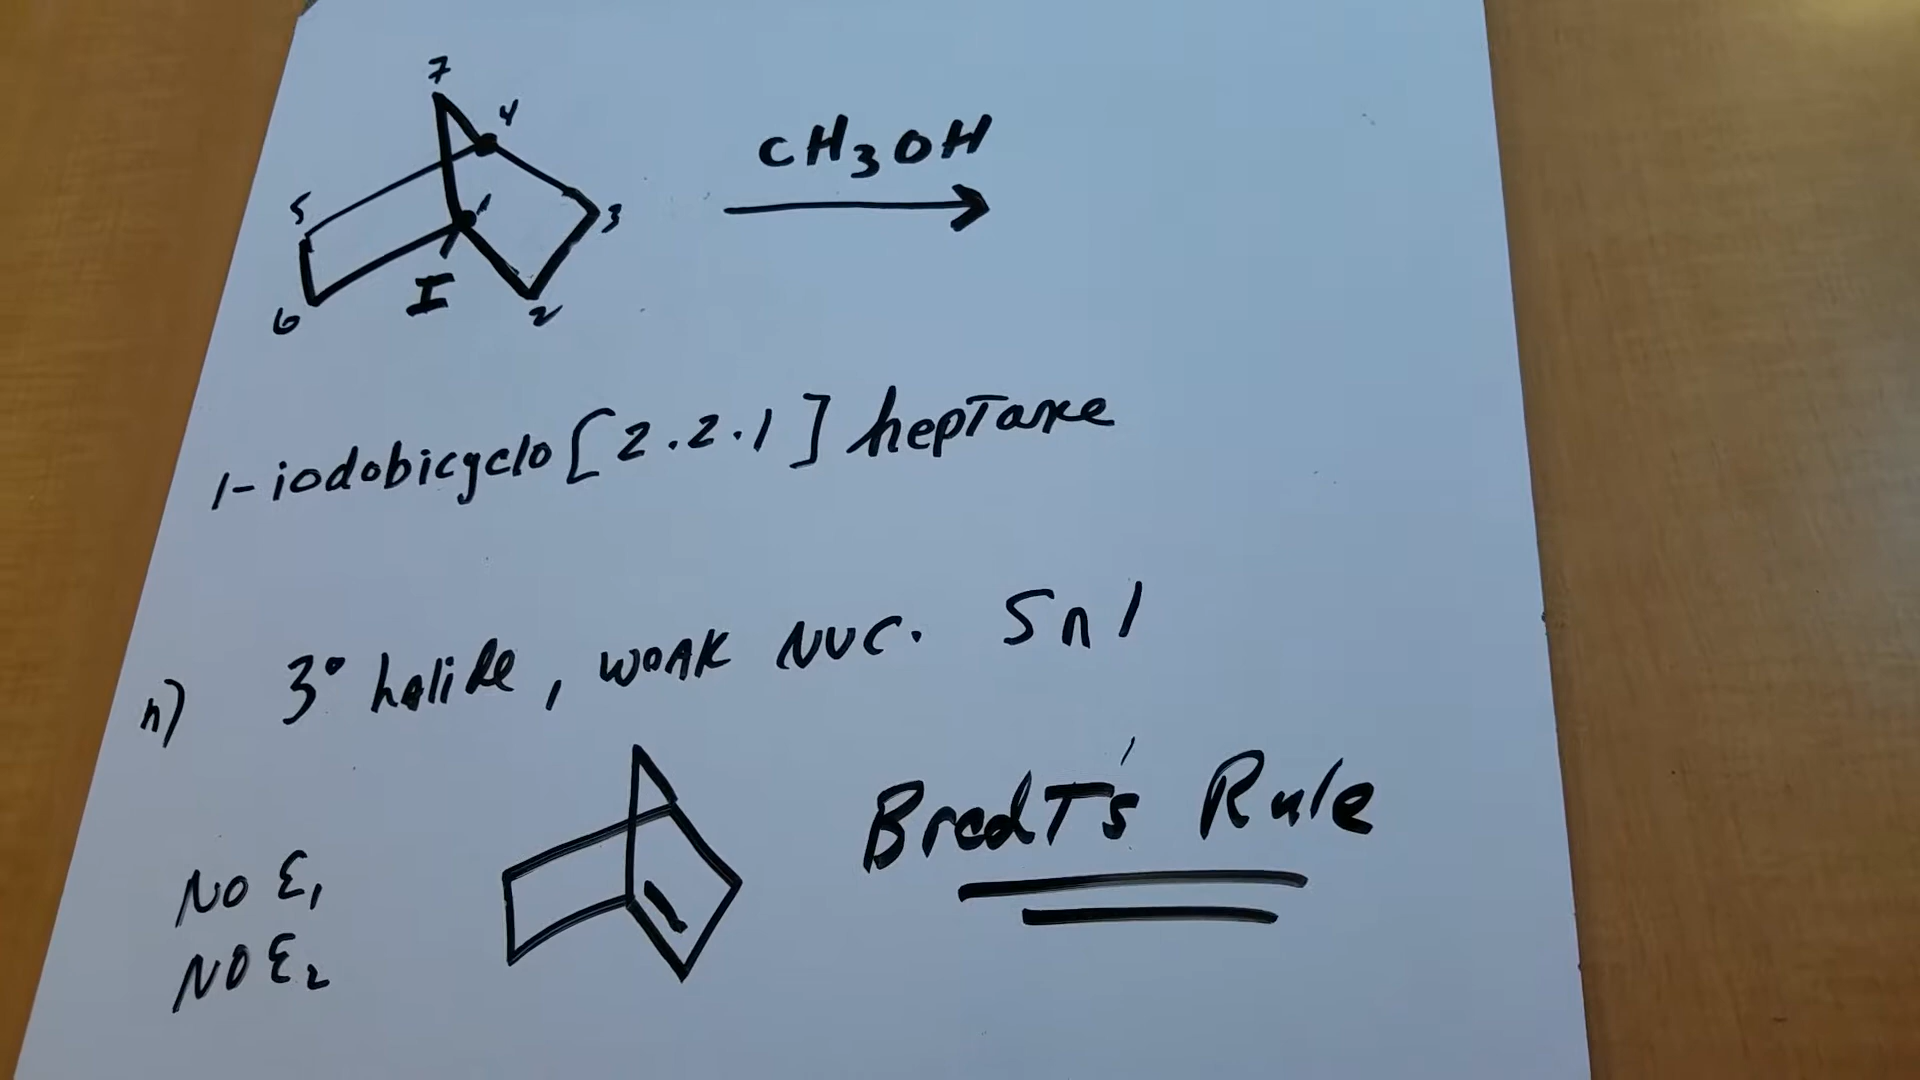 7
4
CH3OH
5
1
3
I
6
2
1-iodobicyclo[2.2.1]heptane
n) 3° halide, weak NUC. Sn1
Bredt's Rule
NO E1
NO E2